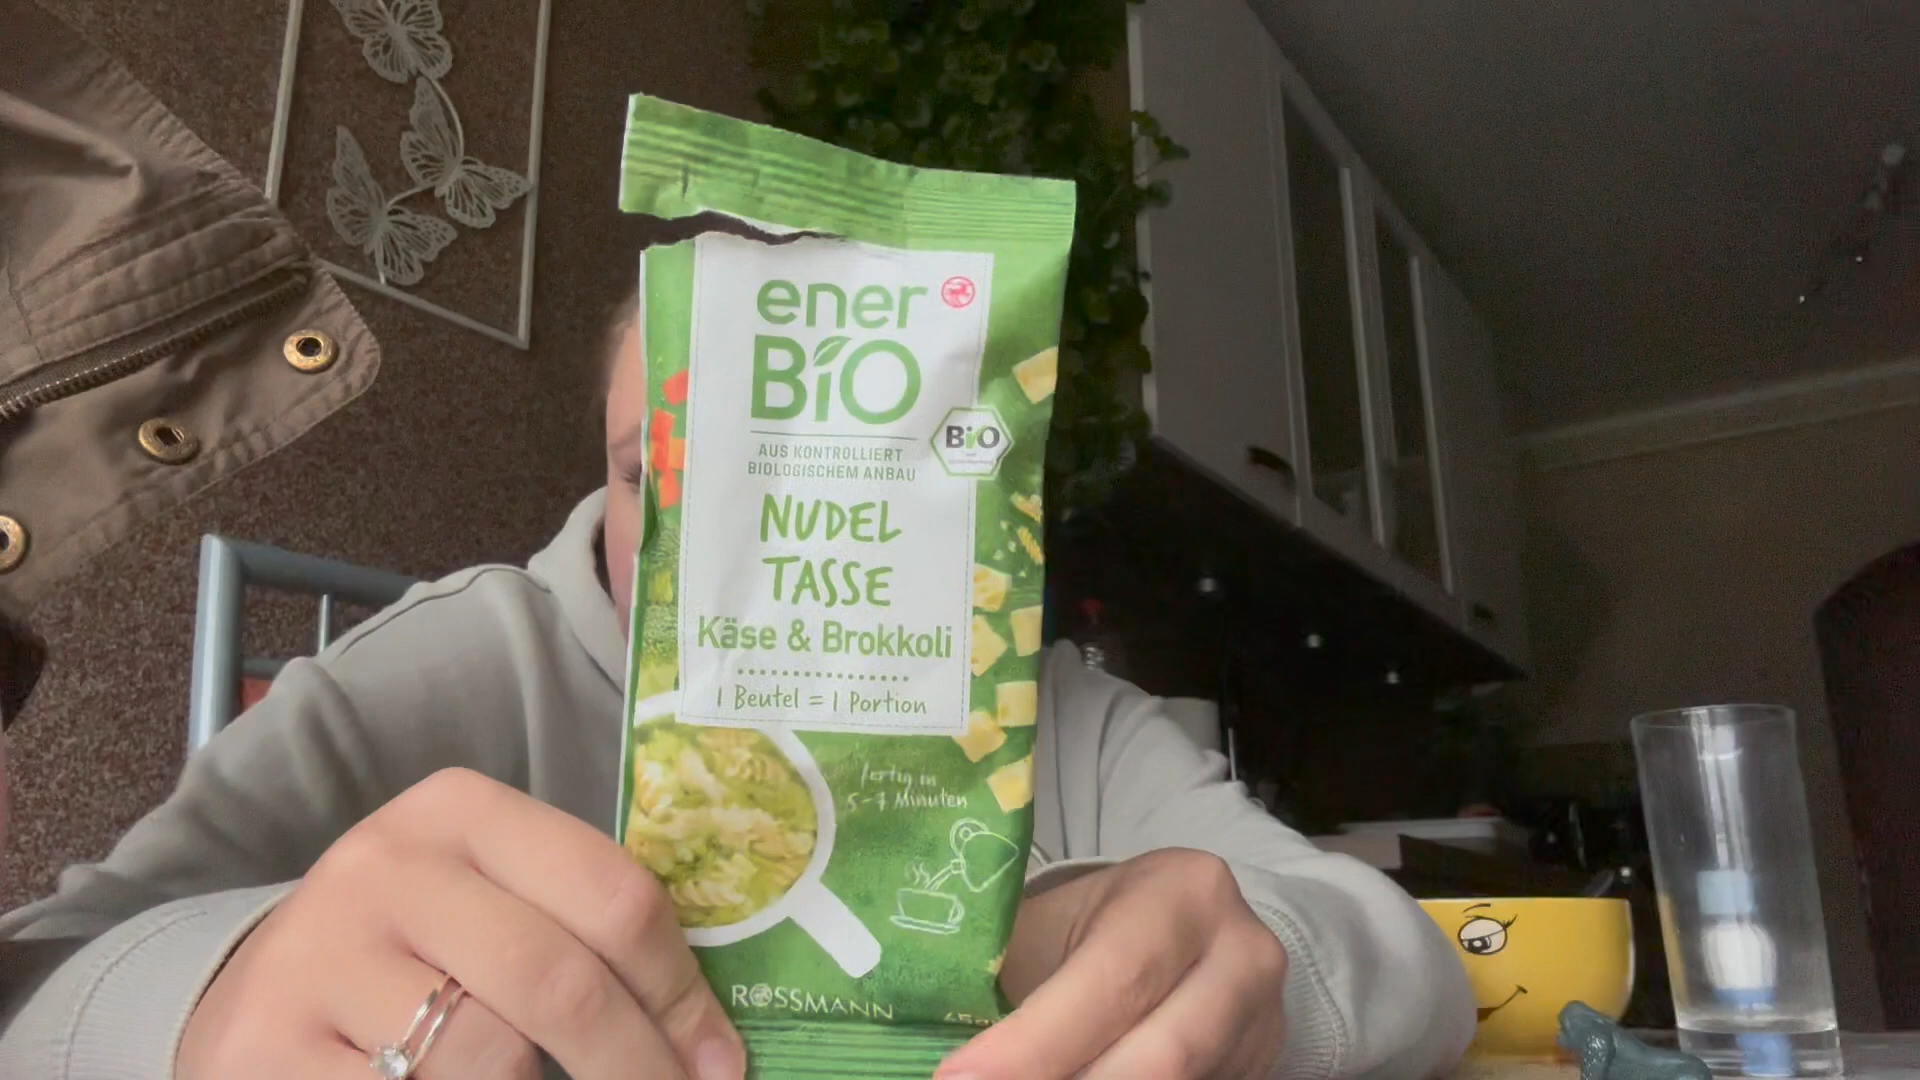 ener
BiO
AUS KONTROLLIERT
BIOLOGISCHEM ANBAU
BiO
NUDEL
TASSE
Käse & Brokkoli
1 Beutel = 1 Portion
fertig in
5-7 Minuten
ROSSMANN